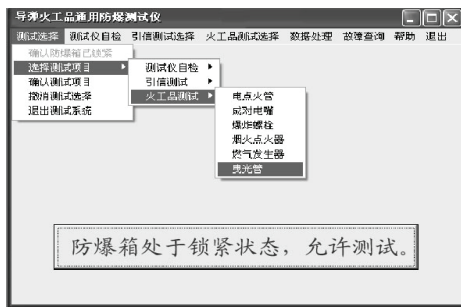 导弹火工品通用防爆测试仪
测试选择 测试仪自检 引信测试选择 火工品测试选择 数据处理 故障查询 帮助 退出
确认防爆箱已锁紧
选择测试项目
确认测试项目
撤消测试选择
退出测试系统
测试仪自检
引信测试
火工品测试
电点火管
成对电嘴
爆炸螺栓
烟火点火器
燃气发生器
曳光管
防爆箱处于锁紧状态，允许测试。